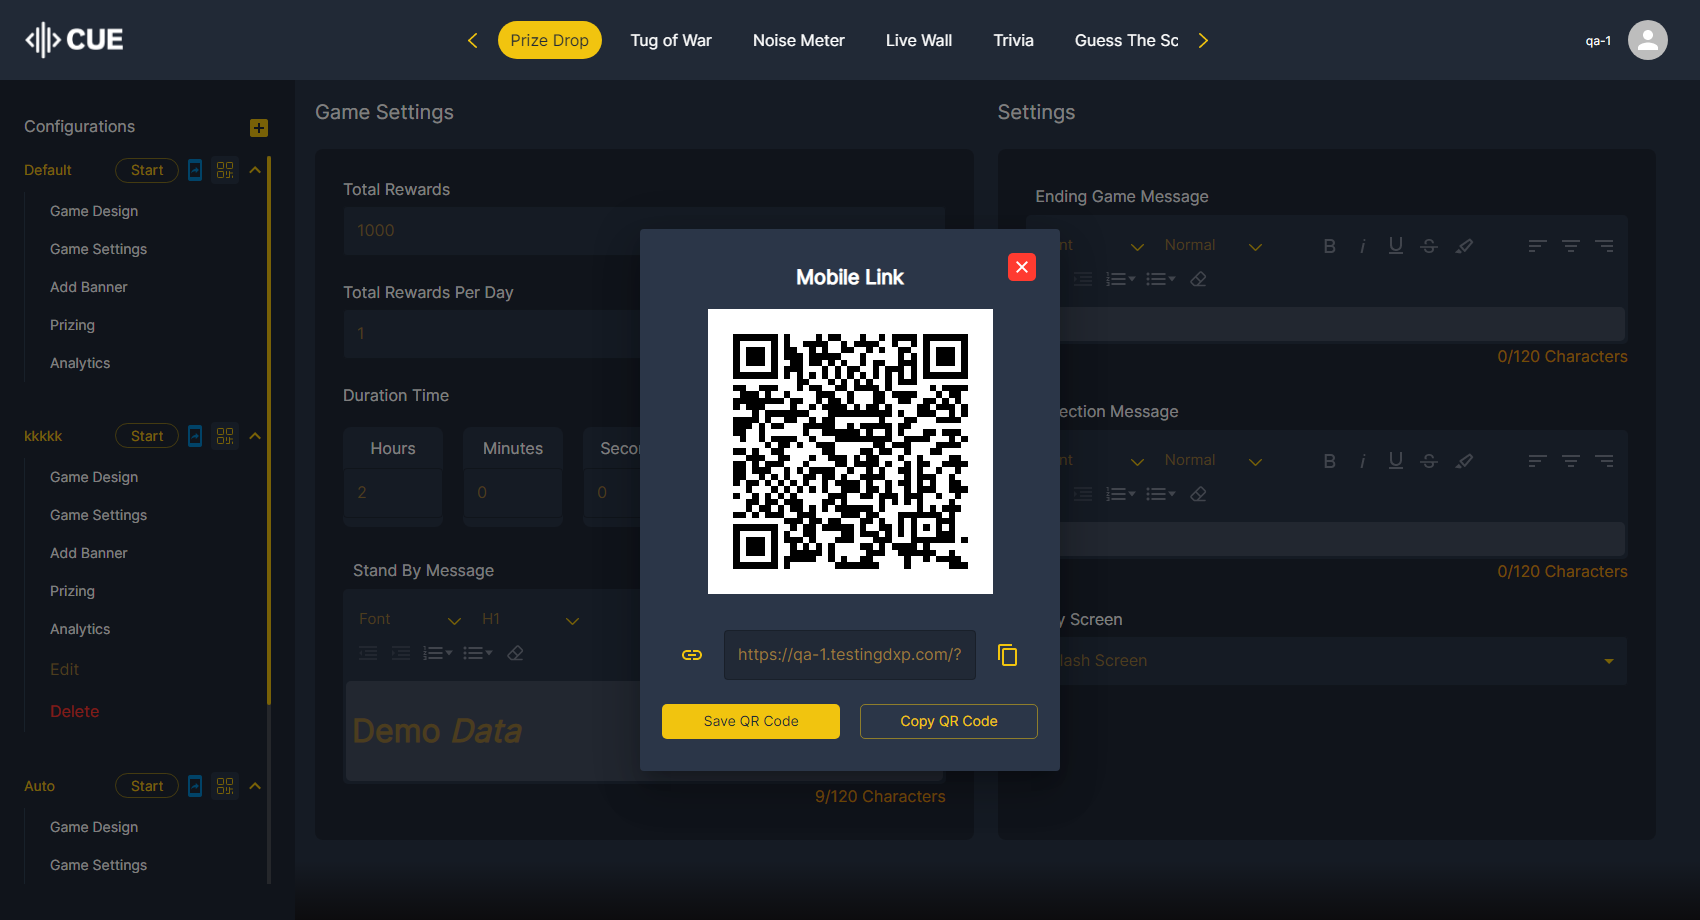 CUE
Prize Drop
Tug of War
Noise Meter
Live Wall
Trivia
Guess The Sc
qa-1
Configurations
Default
Start
Game Design
Game Settings
Add Banner
Prizing
Analytics
kkkkk
Start
Game Design
Game Settings
Add Banner
Prizing
Analytics
Edit
Delete
Auto
Start
Game Design
Game Settings
Game Settings
Total Rewards
1000
Total Rewards Per Day
1
Duration Time
Hours
Minutes
Secon
2
0
0
Stand By Message
Font
H1
Demo Data
9/120 Characters
Mobile Link
https://qa-1.testingdxp.com/?
Save QR Code
Copy QR Code
Settings
Ending Game Message
nt
Normal
0/120 Characters
ection Message
nt
Normal
0/120 Characters
y Screen
lash Screen